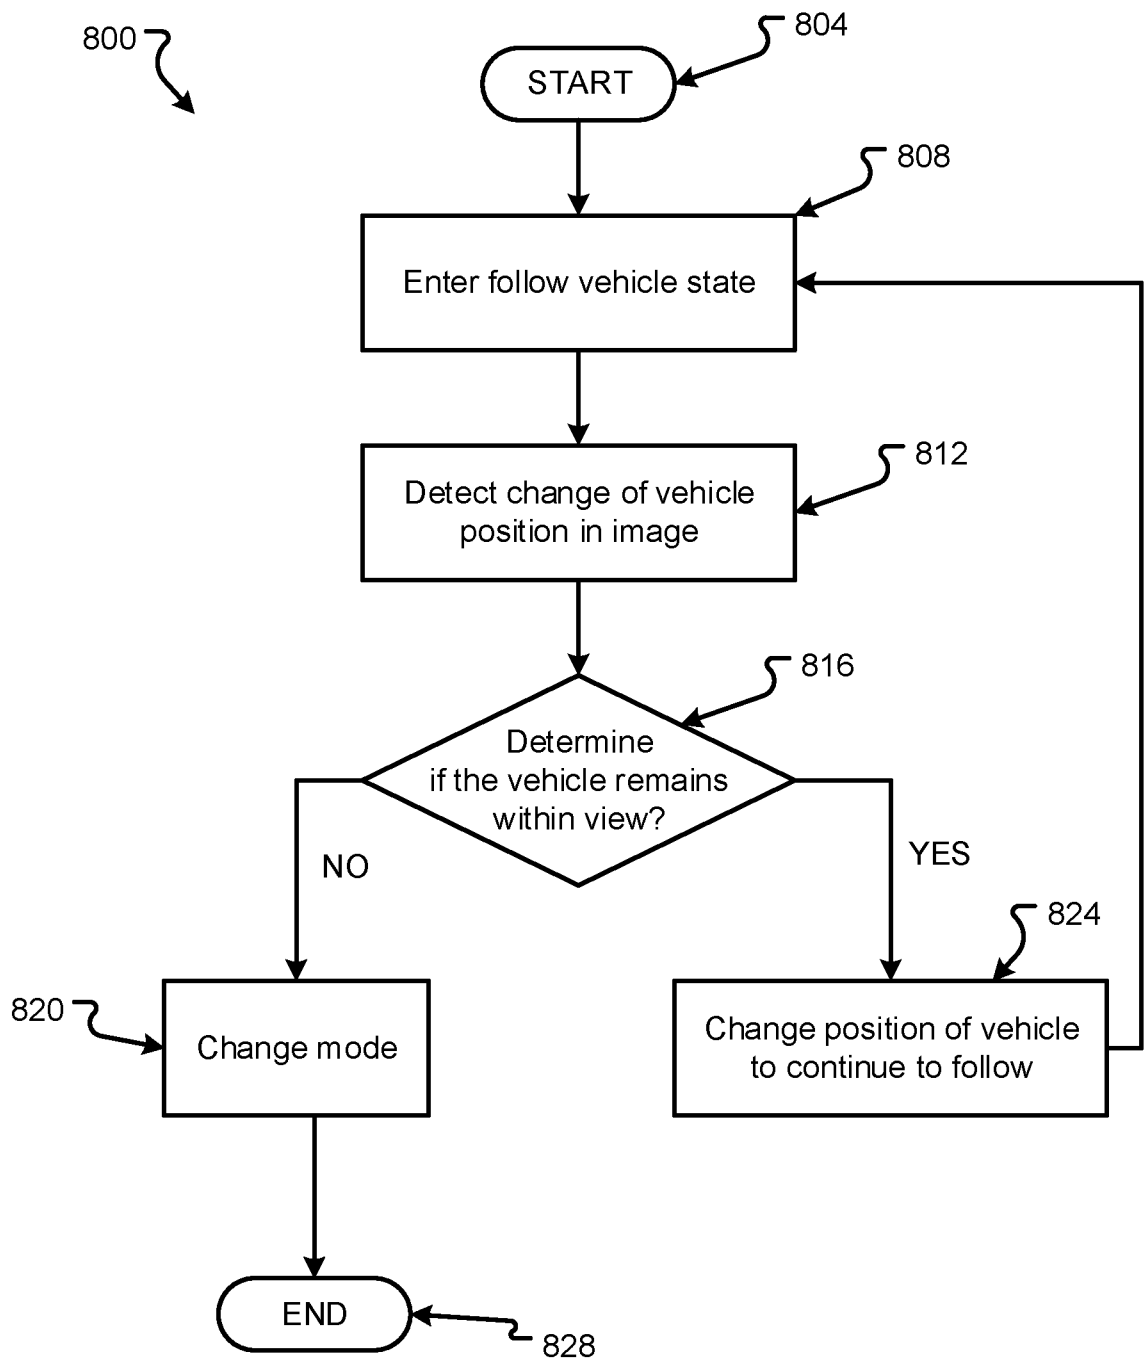 800
804
START
808
Enter follow vehicle state
812
Detect change of vehicle
position in image
816
Determine
if the vehicle remains
within view?
NO
YES
824
820
Change mode
Change position of vehicle
to continue to follow
END
828